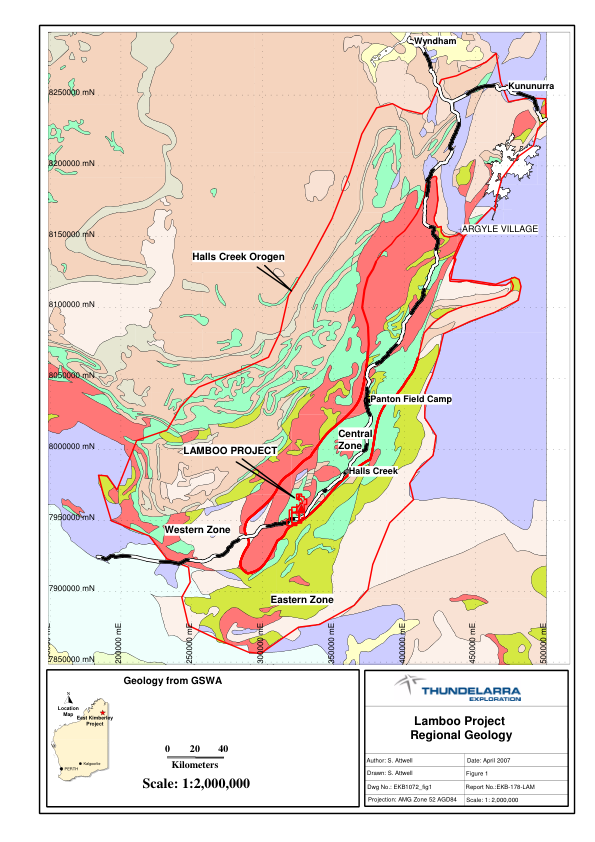 Wyndham
Kununurra
8250000 mN
8200000 mN
8150000 mN
ARGYLE VILLAGE
Halls Creek Orogen
8100000 mN
8050000 mN
Panton Field Camp
Central
Zone
8000000 mN
LAMBOO PROJECT
Halls Creek
7950000 mN
Western Zone
7900000 mN
Eastern Zone
7850000 mN
200000 mE
250000 mE
300000 mE
350000 mE
400000 mE
450000 mE
500000 mE
Geology from GSWA
Location
Map
East Kimberley
Project
Kalgoorlie
PERTH
0 20 40
Kilometers
Scale: 1:2,000,000
THUNDELARRA
EXPLORATION
Lamboo Project
Regional Geology
Author: S. Attwell
Date: April 2007
Drawn: S. Attwell
Figure 1
Dwg No.: EKB1072_fig1
Report No.:EKB-178-LAM
Projection: AMG Zone 52 AGD84
Scale: 1: 2,000,000